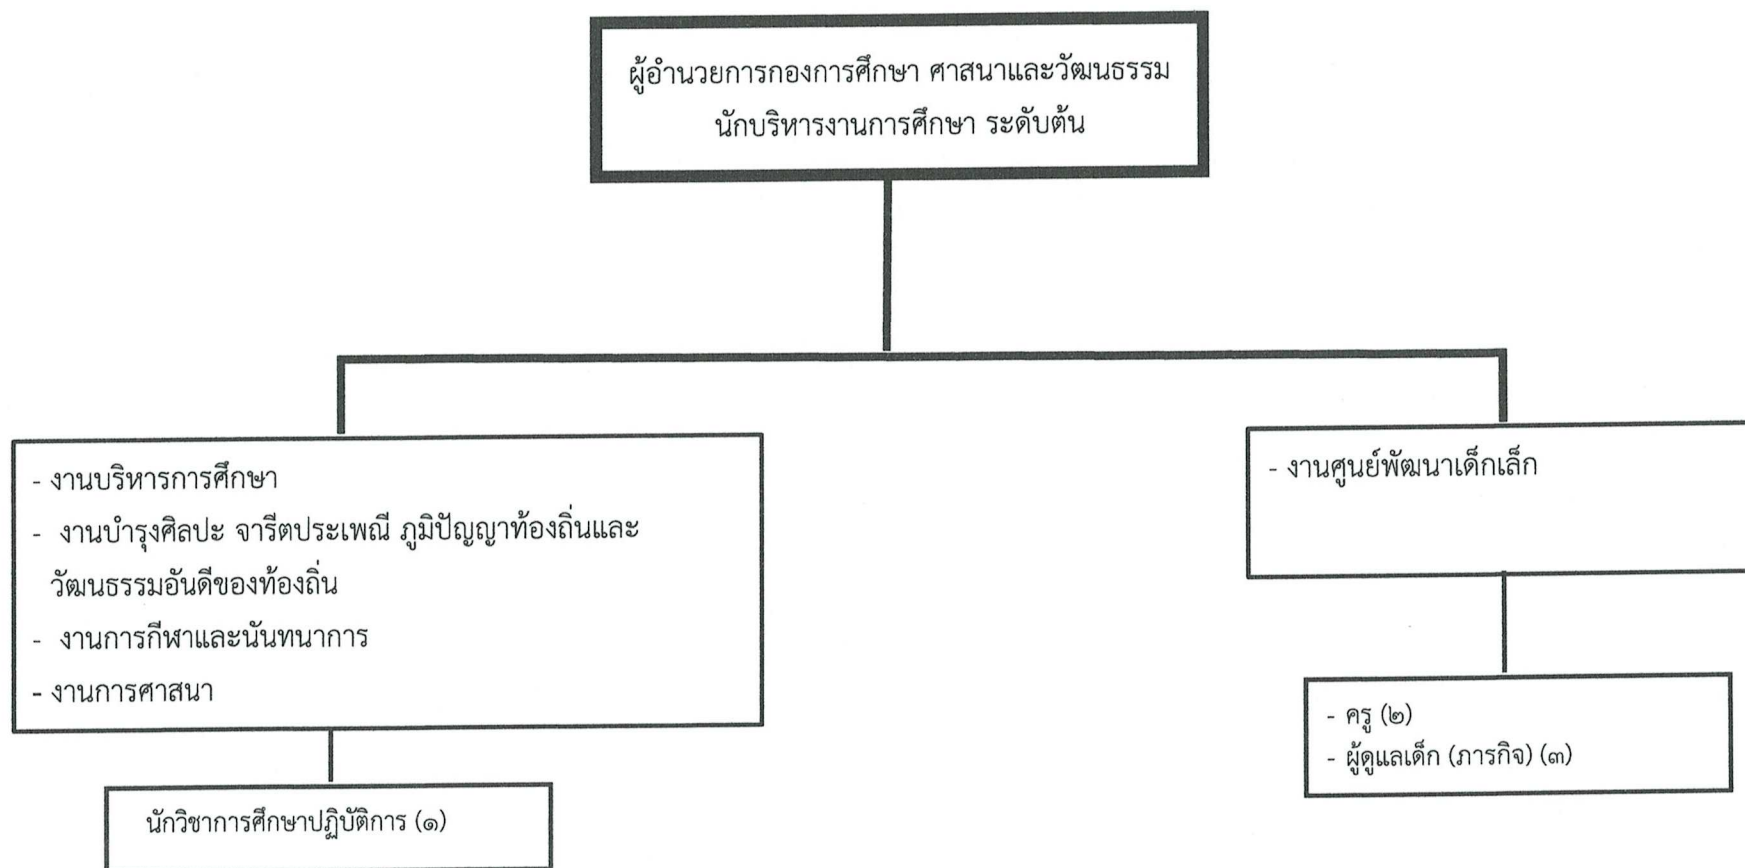 ผู้อำนวยการกองการศึกษา ศาสนาและวัฒนธรรม
นักบริหารงานการศึกษา ระดับต้น
- งานบริหารการศึกษา
- งานบำรุงศิลปะ จารีตประเพณี ภูมิปัญญาท้องถิ่นและ
วัฒนธรรมอันดีของท้องถิ่น
- งานการกีฬาและนันทนาการ
- งานการศาสนา
นักวิชาการศึกษาปฏิบัติการ (๑)
- งานศูนย์พัฒนาเด็กเล็ก
- ครู (๒)
- ผู้ดูแลเด็ก (ภารกิจ) (๓)